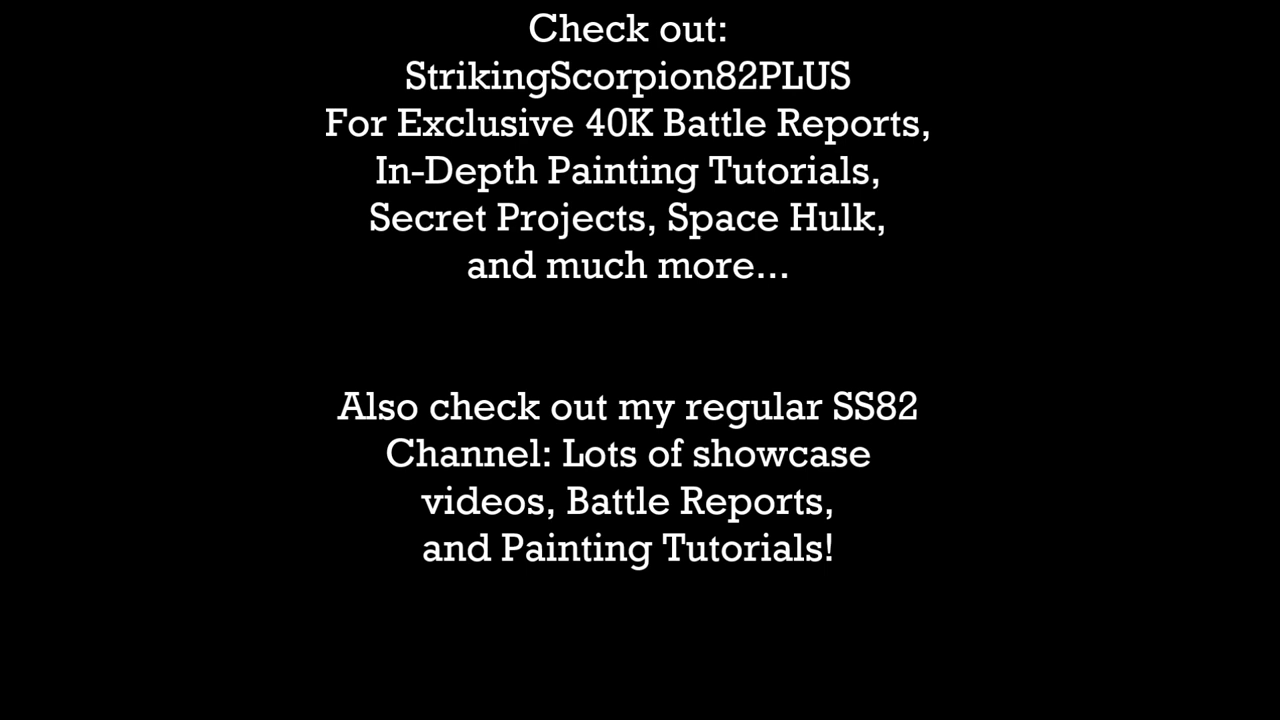 Check out:
StrikingScorpion82PLUS
For Exclusive 40K Battle Reports,
In-Depth Painting Tutorials,
Secret Projects, Space Hulk,
and much more...
Also check out my regular SS82
Channel: Lots of showcase
videos, Battle Reports,
and Painting Tutorials!